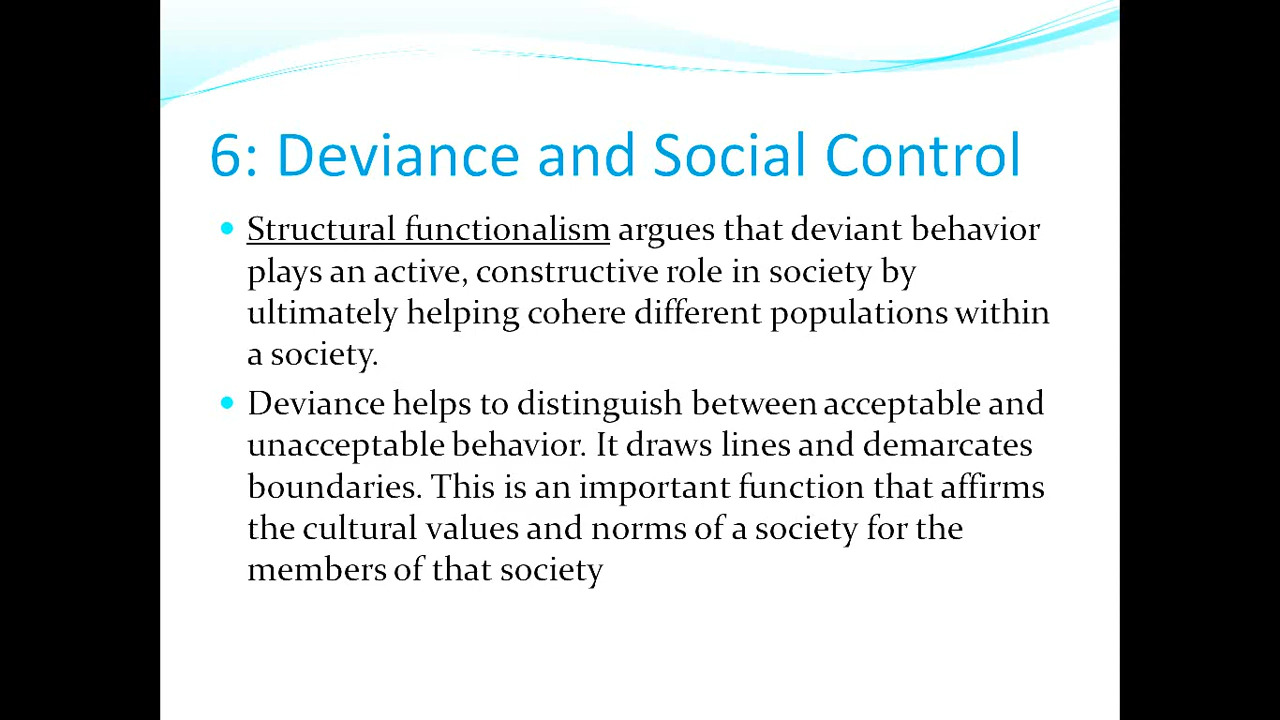 6: Deviance and Social Control
• Structural functionalism argues that deviant behavior
plays an active, constructive role in society by
ultimately helping cohere different populations within
a society.
• Deviance helps to distinguish between acceptable and
unacceptable behavior. It draws lines and demarcates
boundaries. This is an important function that affirms
the cultural values and norms of a society for the
members of that society